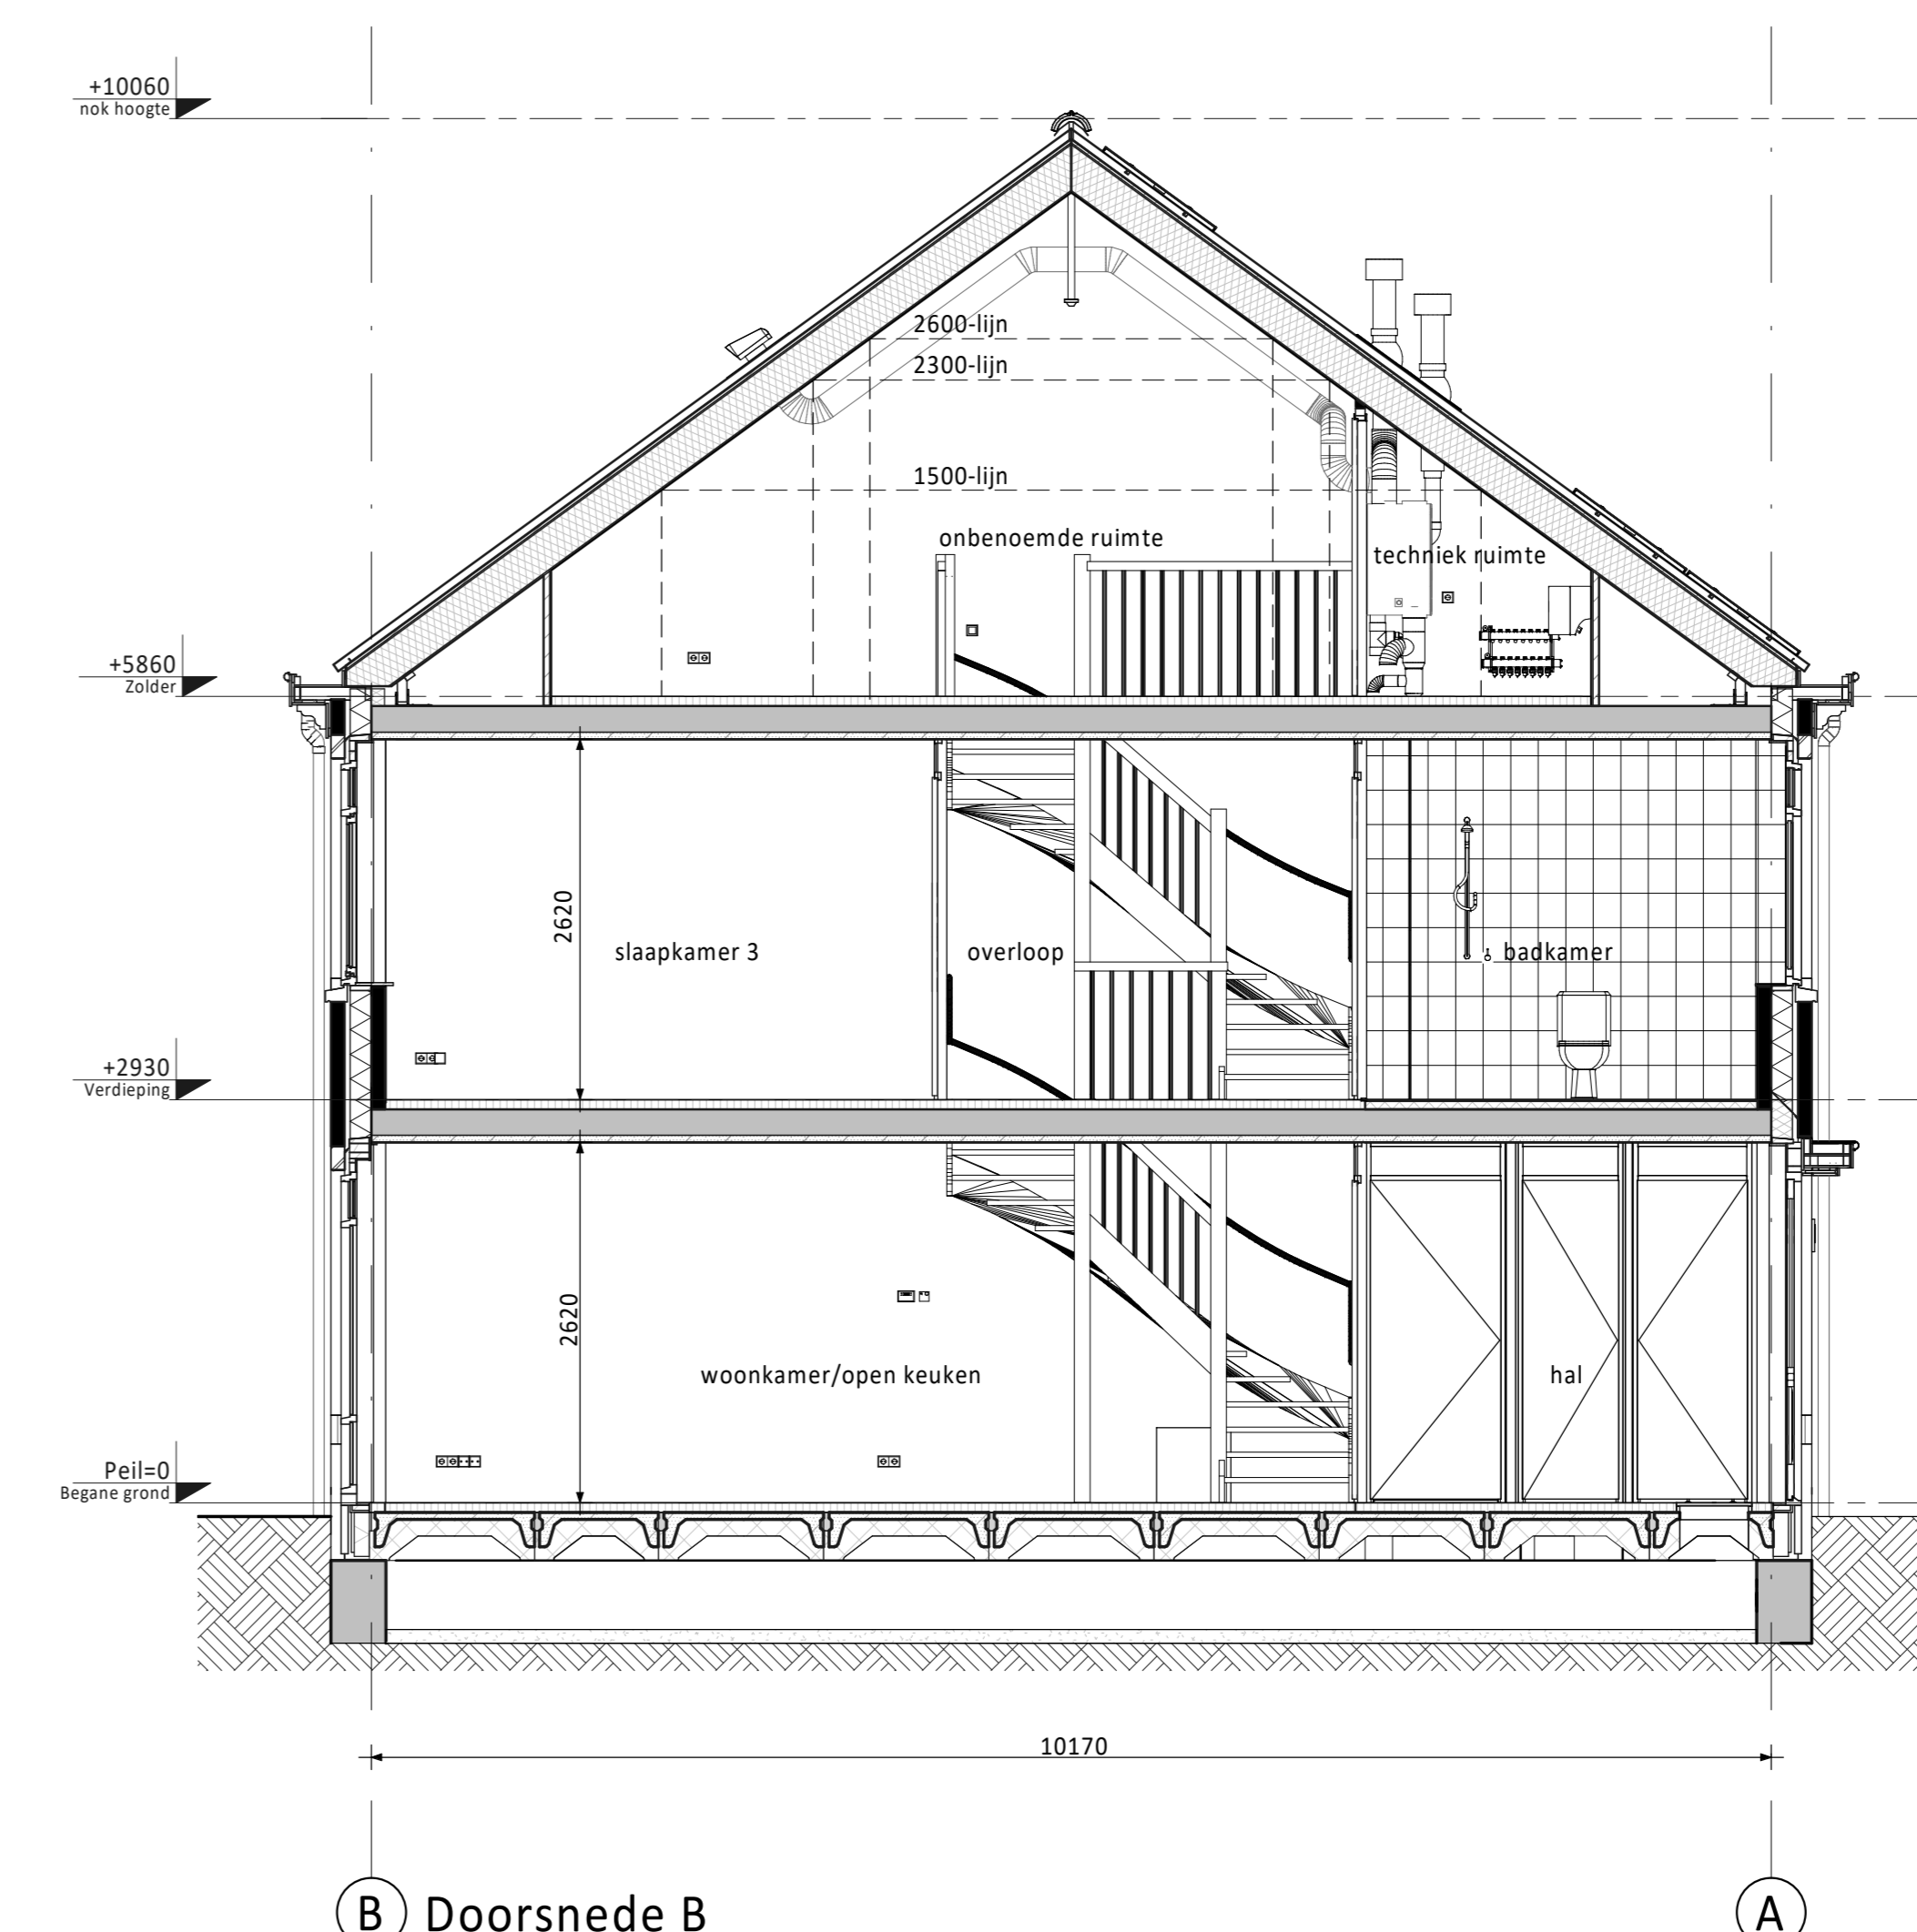 +10060
nok hoogte
2600-lijn
2300-lijn
1500-lijn
onbenoemde ruimte
techniek ruimte
+5860
Zolder
2620
slaapkamer 3
overloop
badkamer
+2930
Verdieping
2620
woonkamer/open keuken
hal
Peil=0
Begane grond
10170
B
Doorsnede B
A